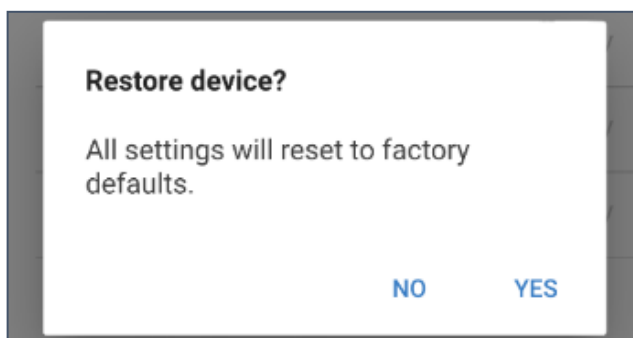 Restore device?
All settings will reset to factory
defaults.
NO YES